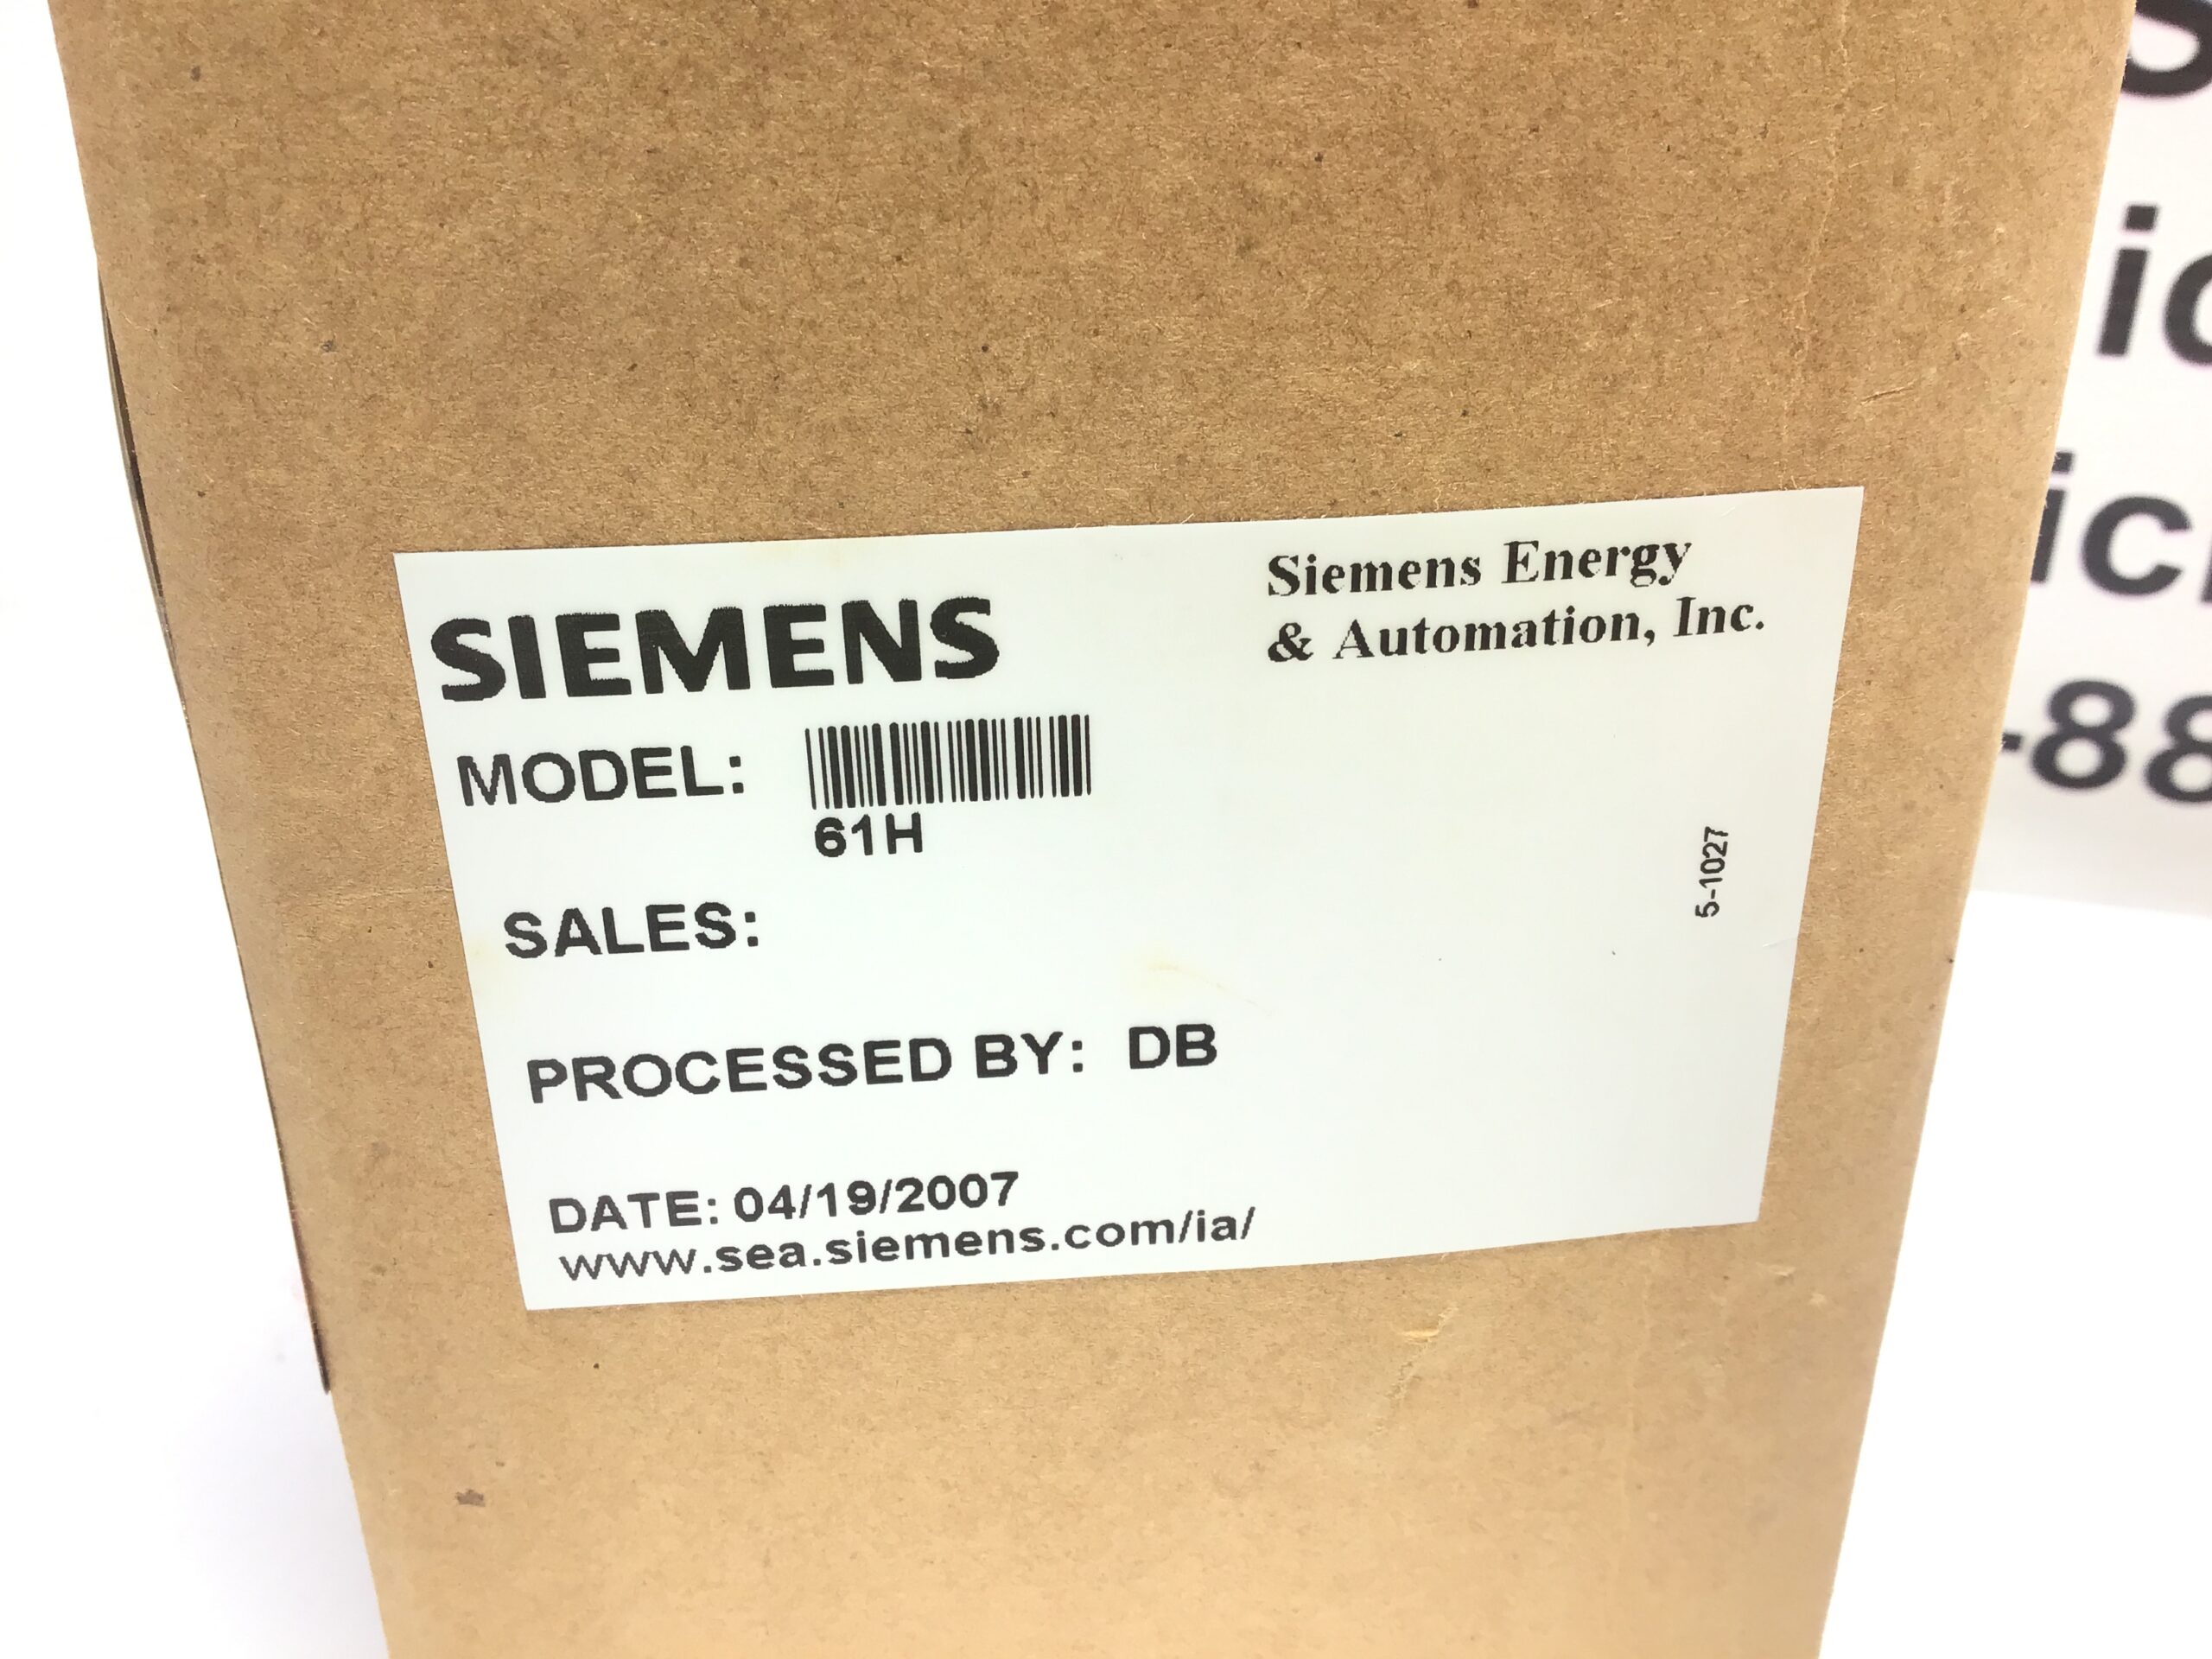 SIEMENS
Siemens Energy
& Automation, Inc.
MODEL:
61H
5-1027
SALES:
PROCESSED BY: DB
DATE: 04/19/2007
www.sea.siemens.com/ia/
-88